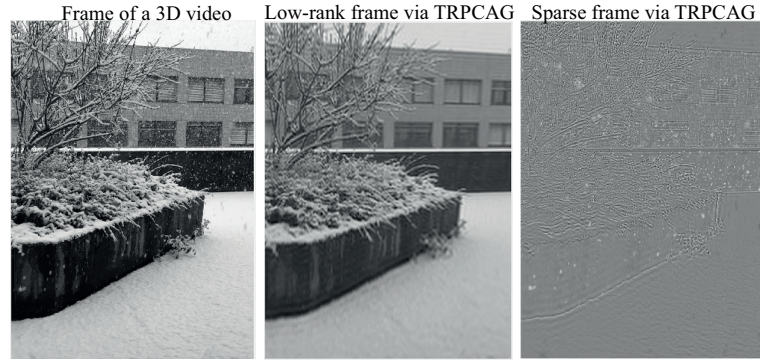 Frame of a 3D video
Low-rank frame via TRPCAG
Sparse frame via TRPCAG